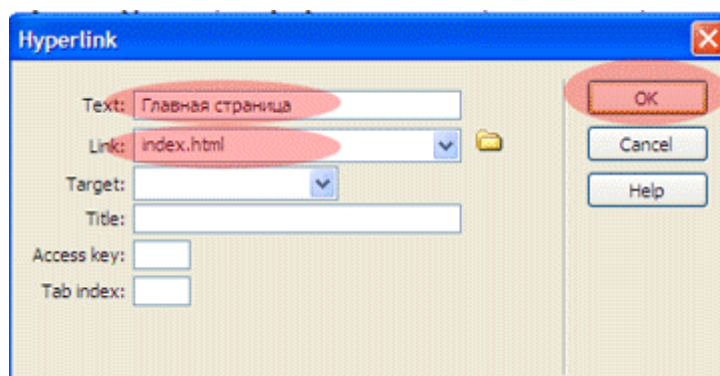 Hyperlink
Text: Главная страница
OK
Link: index.html
Cancel
Target:
Help
Title:
Access key:
Tab index: